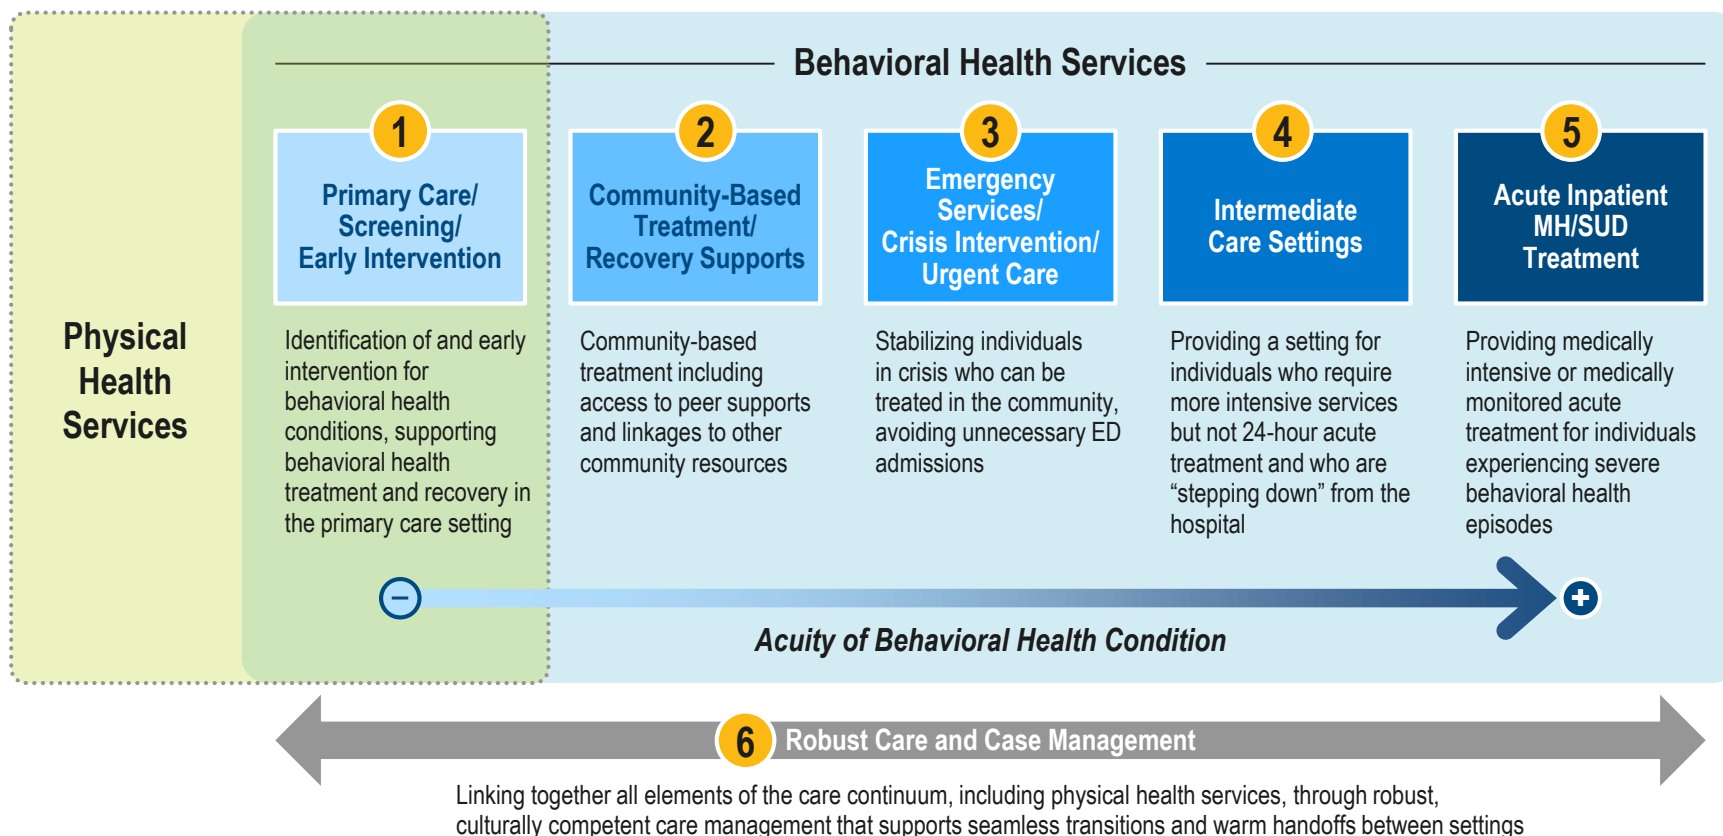 Behavioral Health Services
Physical
Health
Services
1
Primary Care/
Screening/
Early Intervention
Identification of and early
intervention for
behavioral health
conditions, supporting
behavioral health
treatment and recovery in
the primary care setting
2
Community-Based
Treatment/
Recovery Supports
Community-based
treatment including
access to peer supports
and linkages to other
community resources
3
Emergency
Services/
Crisis Intervention/
Urgent Care
Stabilizing individuals
in crisis who can be
treated in the community,
avoiding unnecessary ED
admissions
4
Intermediate
Care Settings
Providing a setting for
individuals who require
more intensive services
but not 24-hour acute
treatment and who are
“stepping down” from the
hospital
5
Acute Inpatient
MH/SUD
Treatment
Providing medically
intensive or medically
monitored acute
treatment for individuals
experiencing severe
behavioral health
episodes
−
+
Acuity of Behavioral Health Condition
6 Robust Care and Case Management
Linking together all elements of the care continuum, including physical health services, through robust,
culturally competent care management that supports seamless transitions and warm handoffs between settings